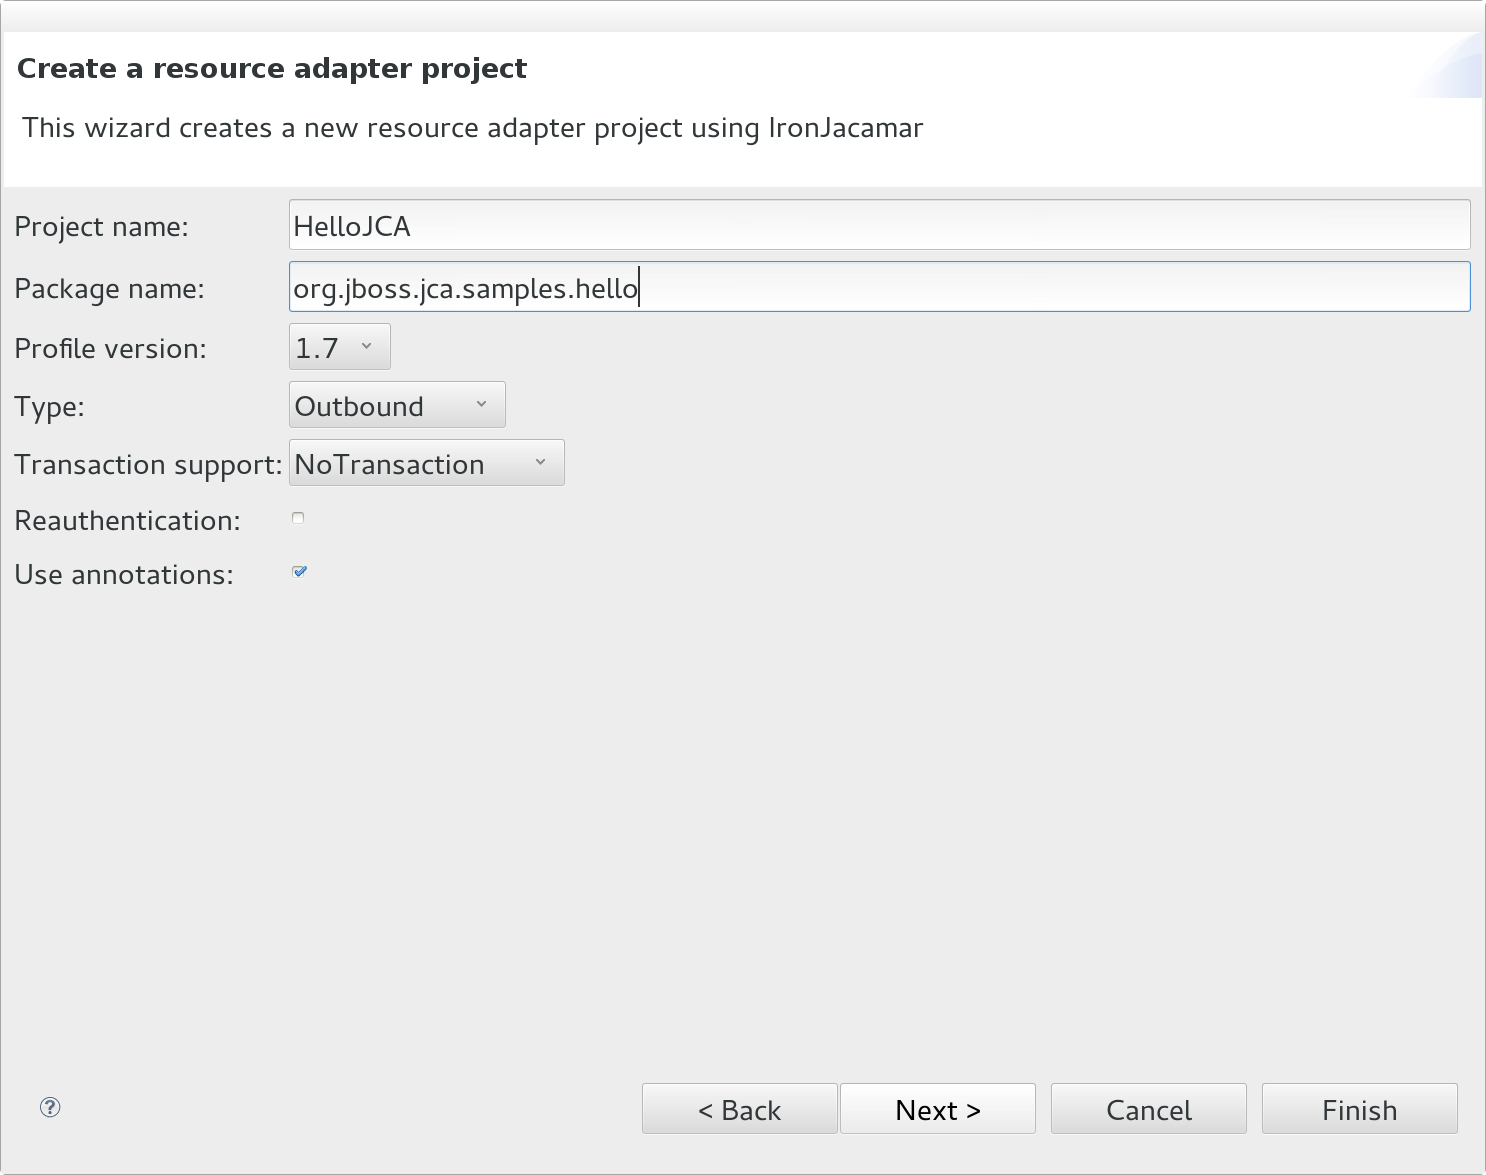 Create a resource adapter project
This wizard creates a new resource adapter project using IronJacamar
Project name: HelloJCA
Package name: org.jboss.jca.samples.hello
Profile version: 1.7
Type: Outbound
Transaction support: NoTransaction
Reauthentication:
Use annotations:
? < Back Next > Cancel Finish